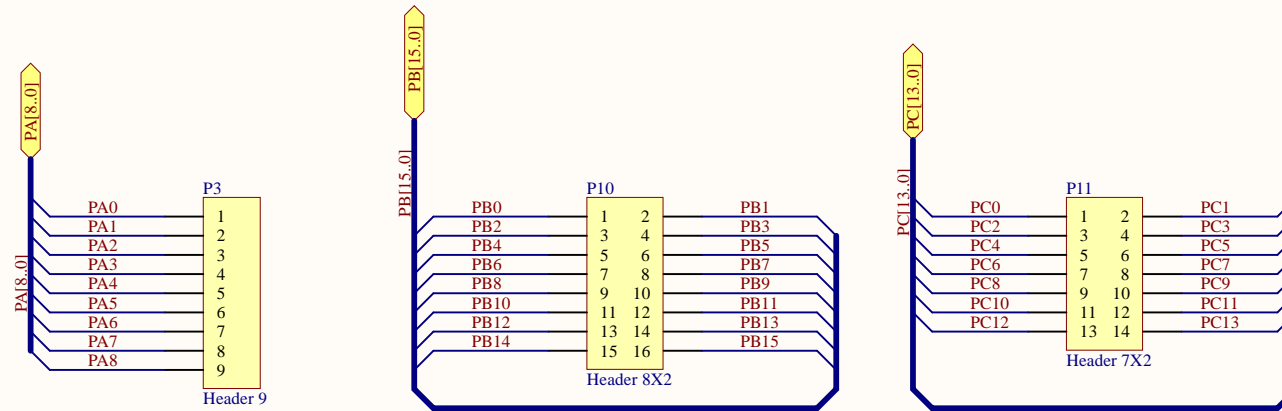 PA[8..0]
PA[8..0]
P3
PA0 1
PA1 2
PA2 3
PA3 4
PA4 5
PA5 6
PA6 7
PA7 8
PA8 9
Header 9
PB[15..0]
PB[15..0]
P10
PB0 1 2 PB1
PB2 3 4 PB3
PB4 5 6 PB5
PB6 7 8 PB7
PB8 9 10 PB9
PB10 11 12 PB11
PB12 13 14 PB13
PB14 15 16 PB15
Header 8X2
PC[13..0]
PC[13..0]
P11
PC0 1 2 PC1
PC2 3 4 PC3
PC4 5 6 PC5
PC6 7 8 PC7
PC8 9 10 PC9
PC10 11 12 PC11
PC12 13 14 PC13
Header 7X2